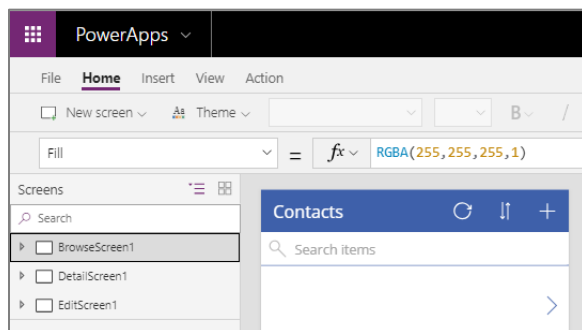 PowerApps
File Home Insert View Action
New screen Aa Theme B /
Fill = fx RGBA(255,255,255,1)
Screens
Search
BrowseScreen1
DetailScreen1
EditScreen1
Contacts
Search items